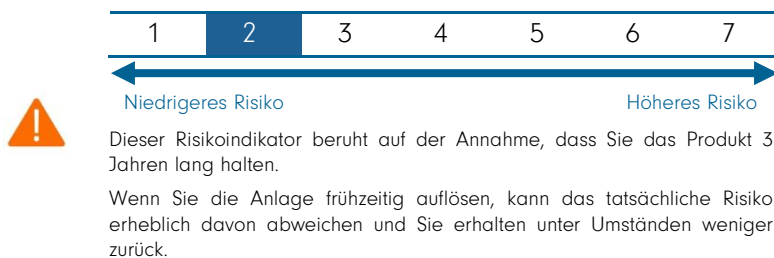 1 2 3 4 5 6 7
Niedrigeres Risiko Höheres Risiko
Dieser Risikoindikator beruht auf der Annahme, dass Sie das Produkt 3
Jahren lang halten.
Wenn Sie die Anlage frühzeitig auflösen, kann das tatsächliche Risiko
erheblich davon abweichen und Sie erhalten unter Umständen weniger
zurück.